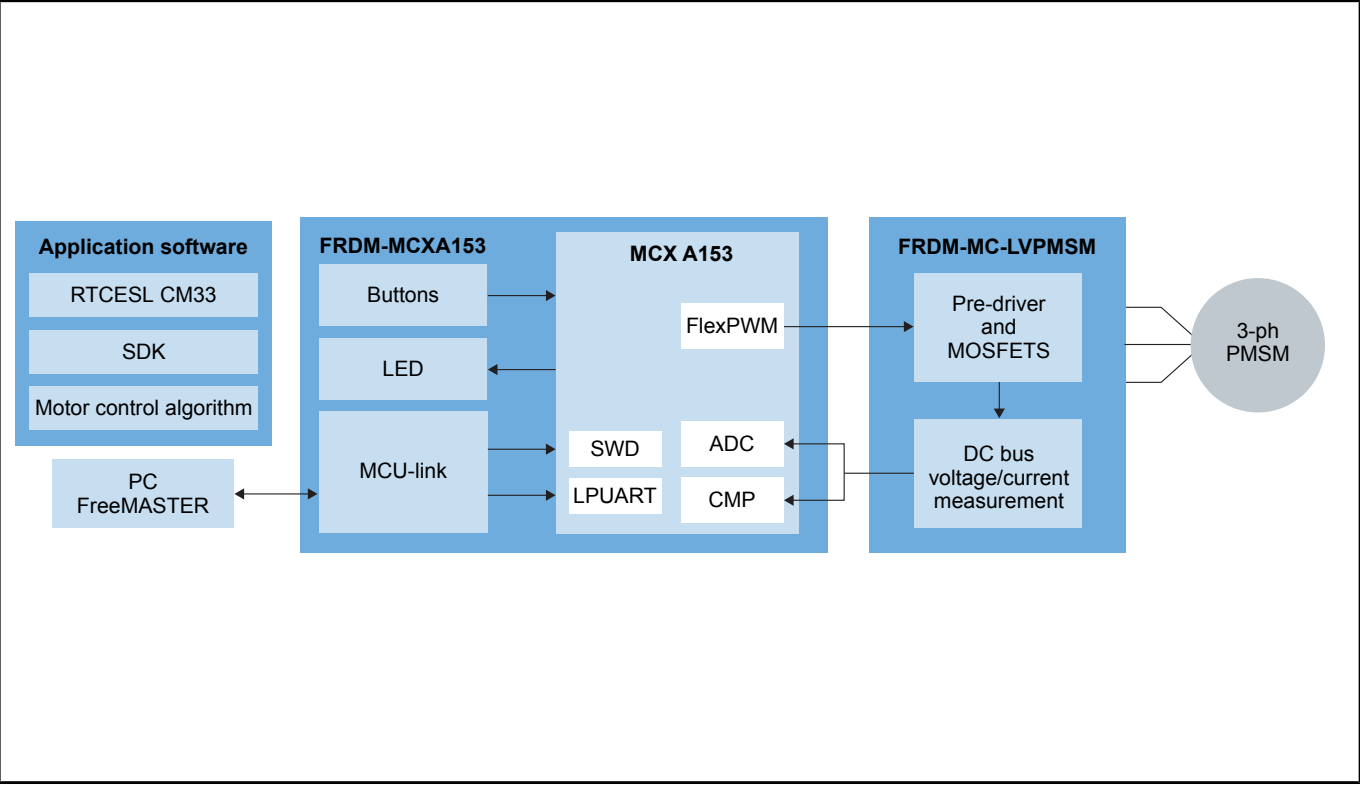 Application software
RTCESL CM33
SDK
Motor control algorithm
PC
FreeMASTER
FRDM-MCXA153
Buttons
LED
MCU-link
MCX A153
FlexPWM
SWD
LPUART
ADC
CMP
FRDM-MC-LVPMSM
Pre-driver
and
MOSFETS
DC bus
voltage/current
measurement
3-ph
PMSM